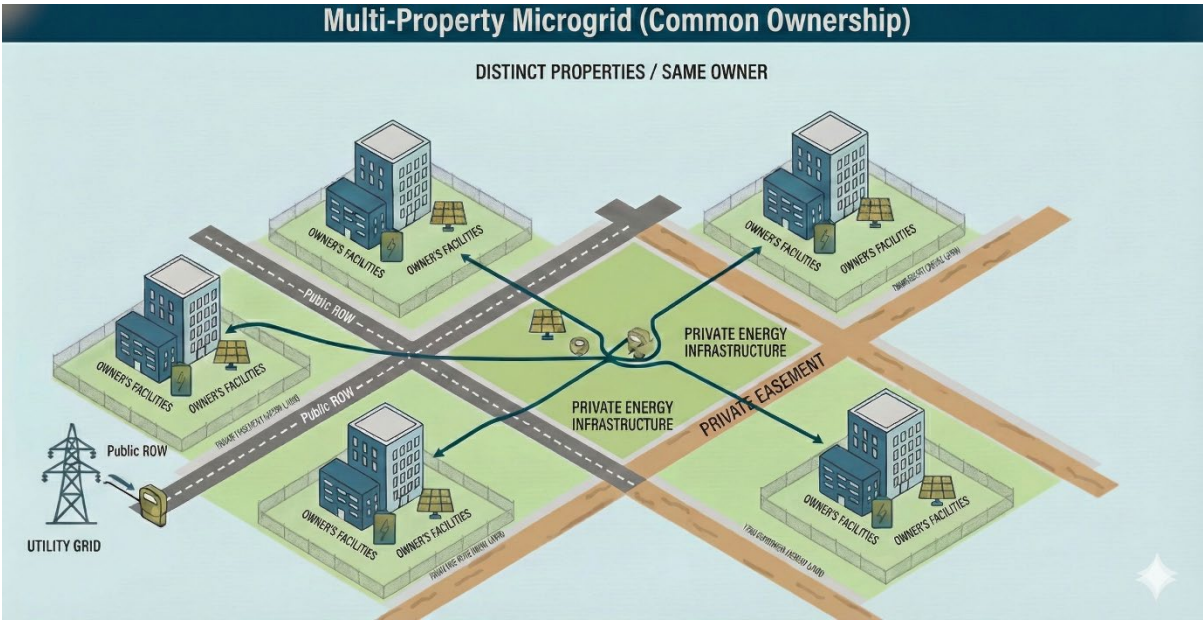 Multi-Property Microgrid (Common Ownership)
DISTINCT PROPERTIES / SAME OWNER
OWNER'S FACILITIES
OWNER'S FACILITIES
OWNER'S FACILITIES
OWNER'S FACILITIES
Public ROW
PRIVATE ENERGY
INFRASTRUCTURE
OWNER'S FACILITIES
OWNER'S FACILITIES
PRIVATE EASEMENT
Public ROW
PRIVATE ENERGY
INFRASTRUCTURE
Public ROW
UTILITY GRID
OWNER'S FACILITIES
OWNER'S FACILITIES
OWNER'S FACILITIES
OWNER'S FACILITIES